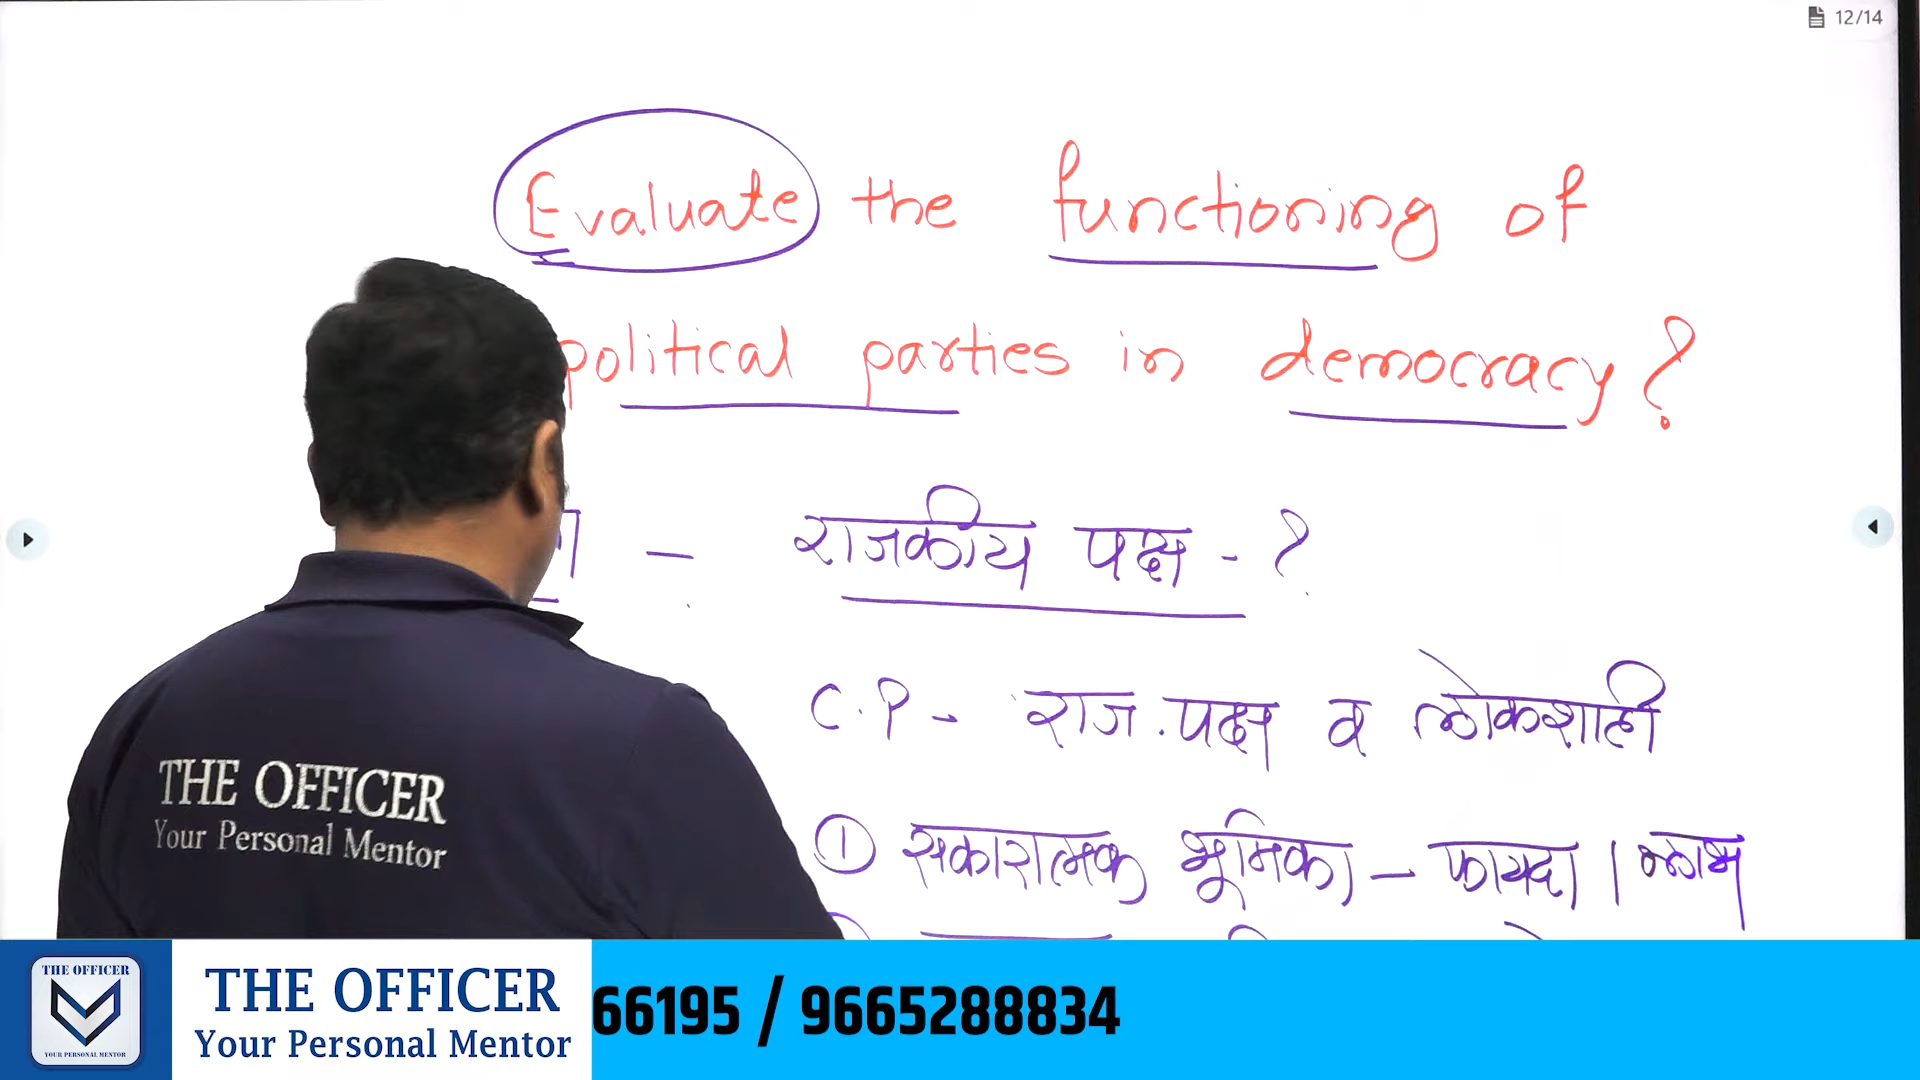 12/14
Evaluate the functioning of
political parties in democracy?
राजकीय पक्ष - ?
C.P- राज.पक्ष व लोकशाही
① सकारात्मक भूमिका – फायदा । लाभ
THE OFFICER
Your Personal Mentor
THE OFFICER
YOUR PERSONAL MENTOR
THE OFFICER
Your Personal Mentor
66195 / 9665288834